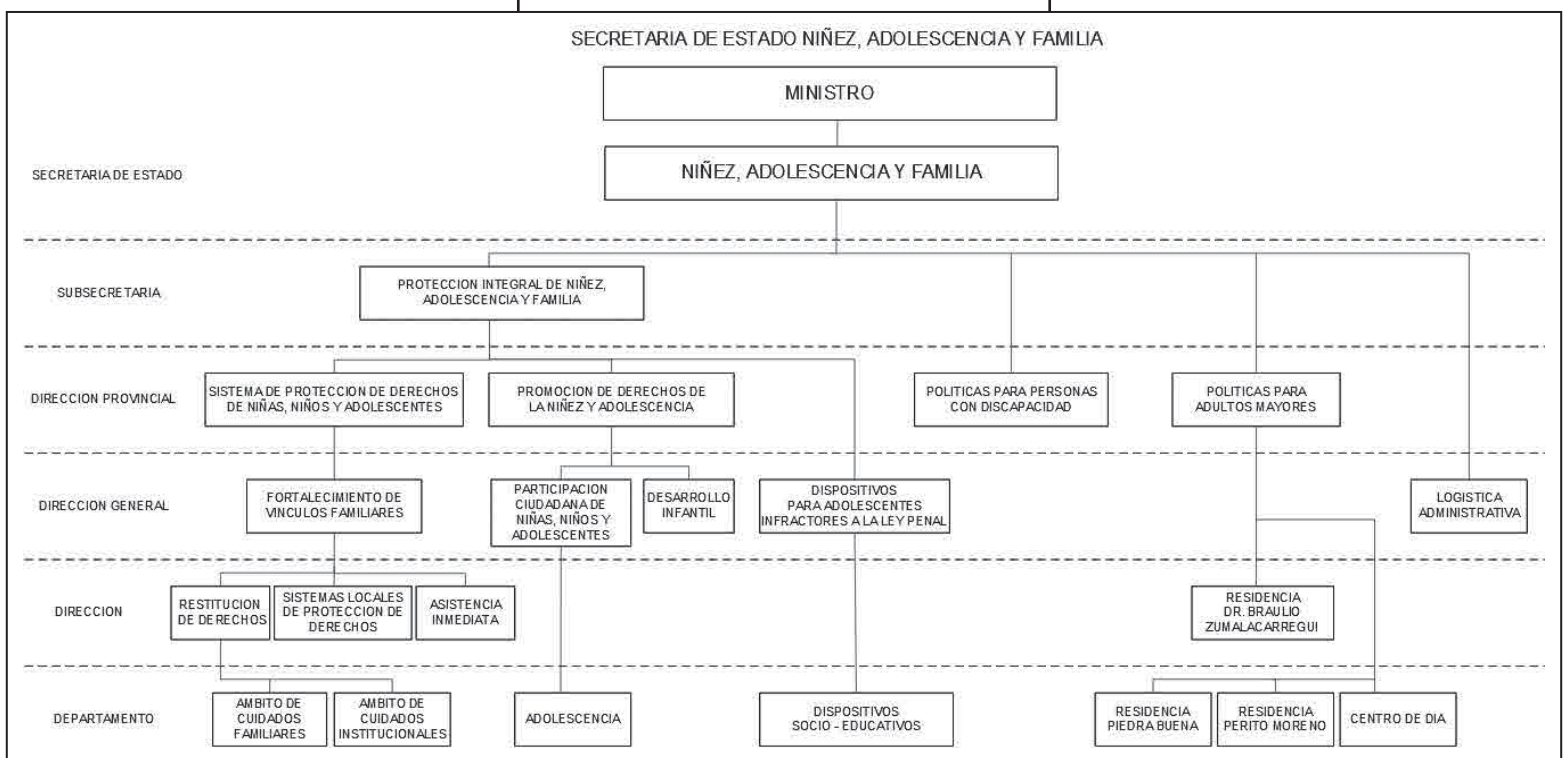 SECRETARIA DE ESTADO NIÑEZ, ADOLESCENCIA Y FAMILIA
MINISTRO
SECRETARIA DE ESTADO
NIÑEZ, ADOLESCENCIA Y FAMILIA
SUBSECRETARIA
PROTECCION INTEGRAL DE NIÑEZ,
ADOLESCENCIA Y FAMILIA
DIRECCION PROVINCIAL
SISTEMA DE PROTECCION DE DERECHOS
DE NIÑAS, NIÑOS Y ADOLESCENTES
PROMOCION DE DERECHOS DE
LA NIÑEZ Y ADOLESCENCIA
POLITICAS PARA PERSONAS
CON DISCAPACIDAD
POLITICAS PARA
ADULTOS MAYORES
DIRECCION GENERAL
FORTALECIMIENTO DE
VINCULOS FAMILIARES
PARTICIPACION
CIUDADANA DE
NIÑAS, NIÑOS Y
ADOLESCENTES
DESARROLLO
INFANTIL
DISPOSITIVOS
PARA ADOLESCENTES
INFRACTORES A LA LEY PENAL
LOGISTICA
ADMINISTRATIVA
DIRECCION
RESTITUCION
DE DERECHOS
SISTEMAS LOCALES
DE PROTECCION DE
DERECHOS
ASISTENCIA
INMEDIATA
RESIDENCIA
DR. BRAULIO
ZUMALACARREGUI
DEPARTAMENTO
AMBITO DE
CUIDADOS
FAMILIARES
AMBITO DE
CUIDADOS
INSTITUCIONALES
ADOLESCENCIA
DISPOSITIVOS
SOCIO - EDUCATIVOS
RESIDENCIA
PIEDRA BUENA
RESIDENCIA
PERITO MORENO
CENTRO DE DIA